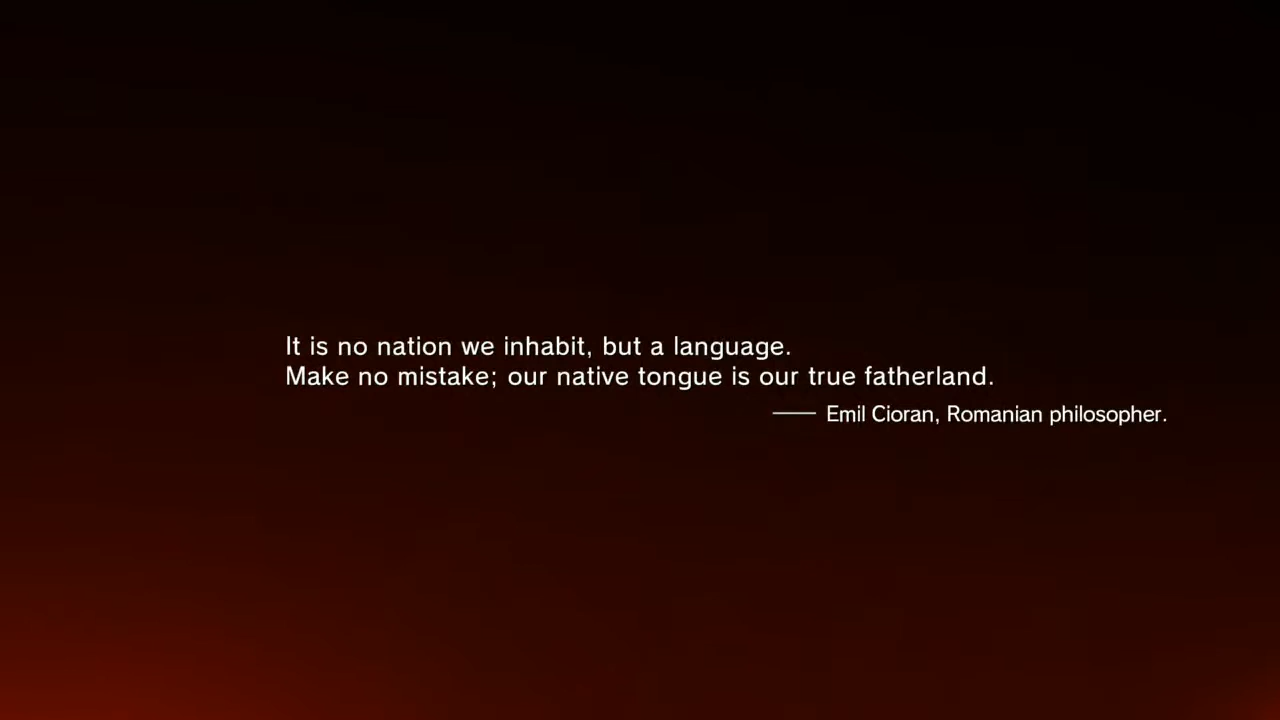 It is no nation we inhabit, but a language.
Make no mistake; our native tongue is our true fatherland.
—— Emil Cioran, Romanian philosopher.